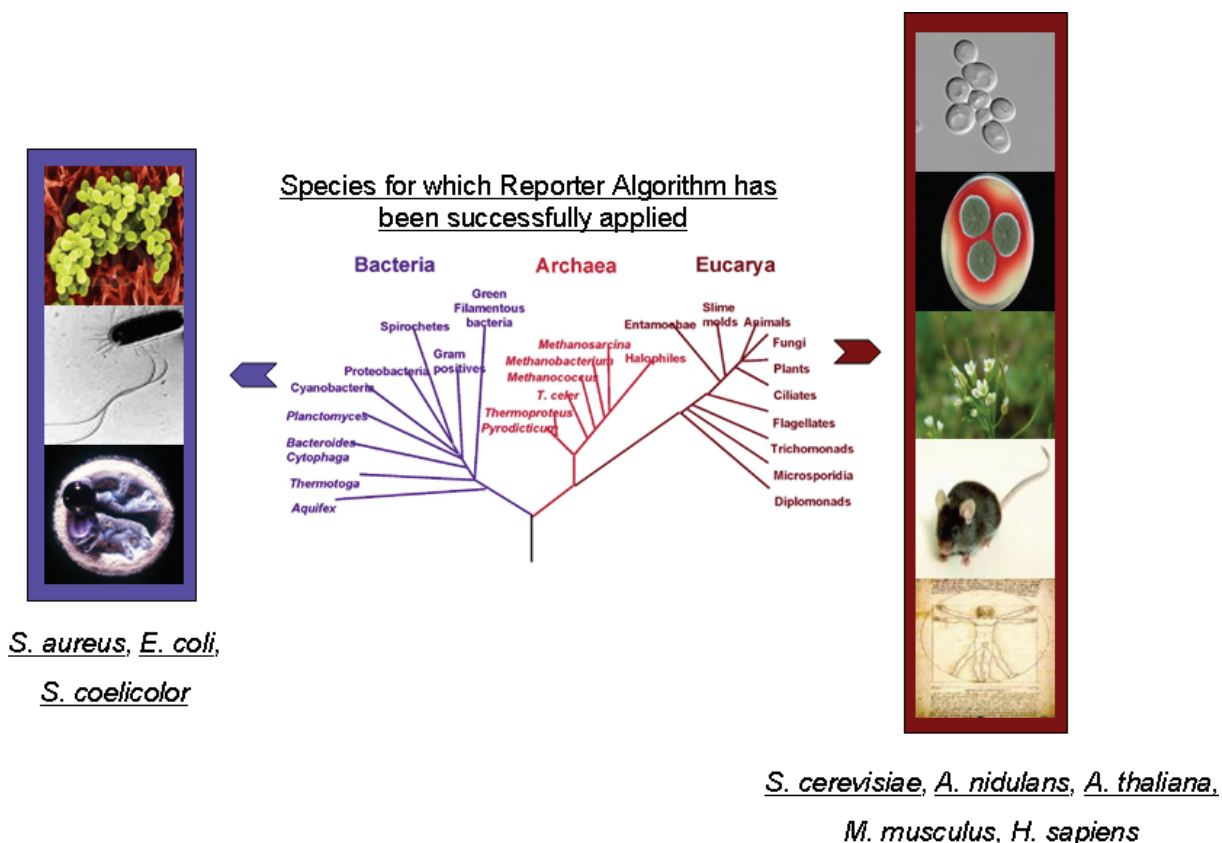 Species for which Reporter Algorithm has
been successfully applied
Bacteria
Archaea
Eucarya
Green
Filamentous
bacteria
Spirochetes
Gram
positives
Proteobacteria
Cyanobacteria
Planctomyces
Bacteroides
Cytophaga
Thermotoga
Aquifex
Methanosarcina
Methanobacterium
Halophiles
Methanococcus
T. celer
Thermoproteus
Pyrodicticum
Entamoebae
Slime
molds
Animals
Fungi
Plants
Ciliates
Flagellates
Trichomonads
Microsporidia
Diplomonads
S. aureus, E. coli,
S. coelicolor
S. cerevisiae, A. nidulans, A. thaliana,
M. musculus, H. sapiens